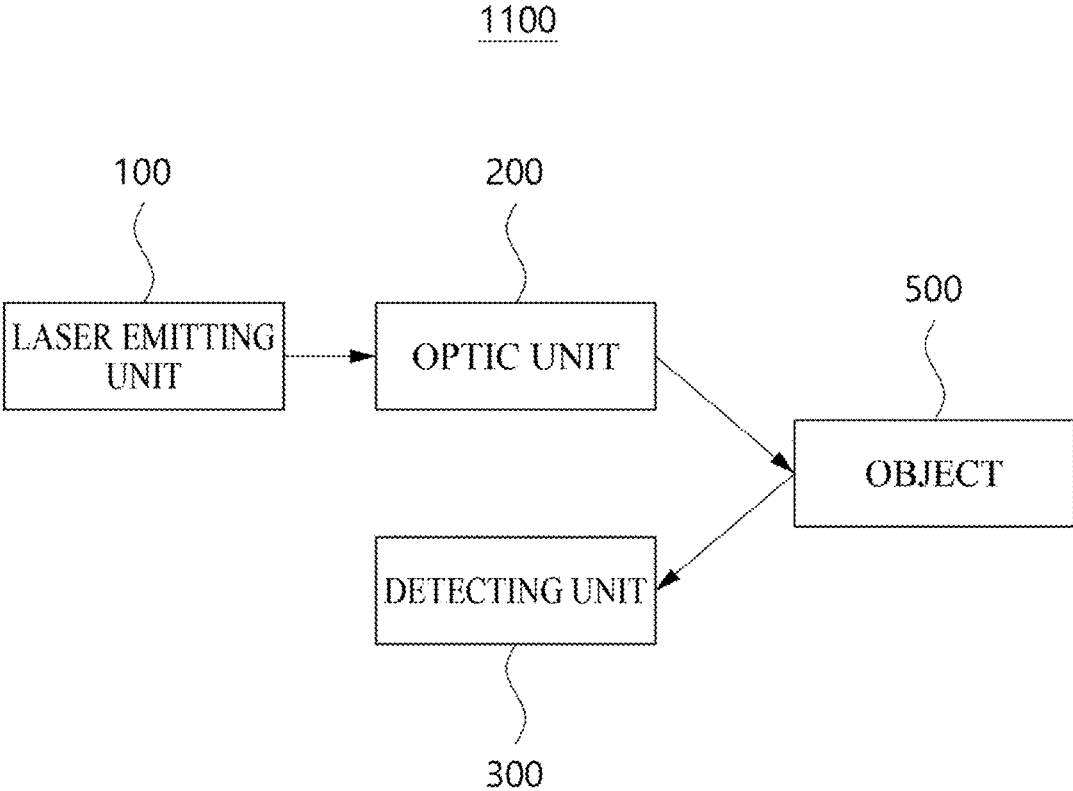 1100
100
200
500
LASER EMITTING
UNIT
OPTIC UNIT
OBJECT
DETECTING UNIT
300